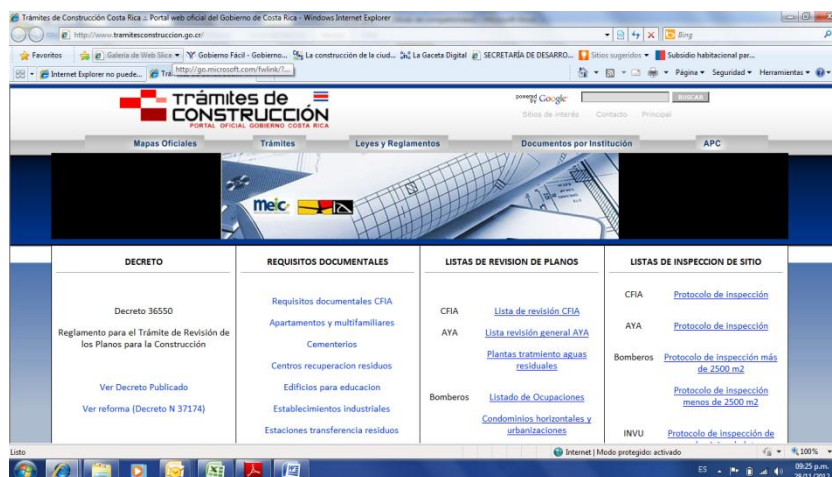 Trámites de Construcción Costa Rica .:. Portal web oficial del Gobierno de Costa Rica - Windows Internet Explorer
http://www.tramitesconstruccion.go.cr/
Bing
Favoritos
Galería de Web Slice
Gobierno Fácil - Gobierno...
La construcción de la ciud...
La Gaceta Digital
SECRETARÍA DE DESARRO...
Sitios sugeridos
Subsidio habitacional par...
Internet Explorer no puede...
http://go.microsoft.com/fwlink/?...
Página
Seguridad
Herramientas
Trámites de
CONSTRUCCIÓN
PORTAL OFICIAL GOBIERNO COSTA RICA
powered by Google
BUSCAR
Sitios de interés
Contacto
Principal
Mapas Oficiales
Trámites
Leyes y Reglamentos
Documentos por Institución
APC
meic
DECRETO
Decreto 36550
Reglamento para el Trámite de Revisión de
los Planos para la Construcción
Ver Decreto Publicado
Ver reforma (Decreto N 37174)
REQUISITOS DOCUMENTALES
Requisitos documentales CFIA
Apartamentos y multifamiliares
Cementerios
Centros recuperacion residuos
Edificios para educacion
Establecimientos industriales
Estaciones transferencia residuos
LISTAS DE REVISION DE PLANOS
CFIA Lista de revisión CFIA
AYA Lista revisión general AYA
Plantas tratmiento aguas
residuales
Bomberos Listado de Ocupaciones
Condominios horizontales y
urbanizaciones
LISTAS DE INSPECCION DE SITIO
CFIA Protocolo de inspección
AYA Protocolo de inspección
Bomberos Protocolo de inspección más
de 2500 m2
Protocolo de inspección
menos de 2500 m2
INVU Protocolo de inspección de
Listo
Internet | Modo protegido: activado
100%
ES
09:25 p.m.
29/11/2012